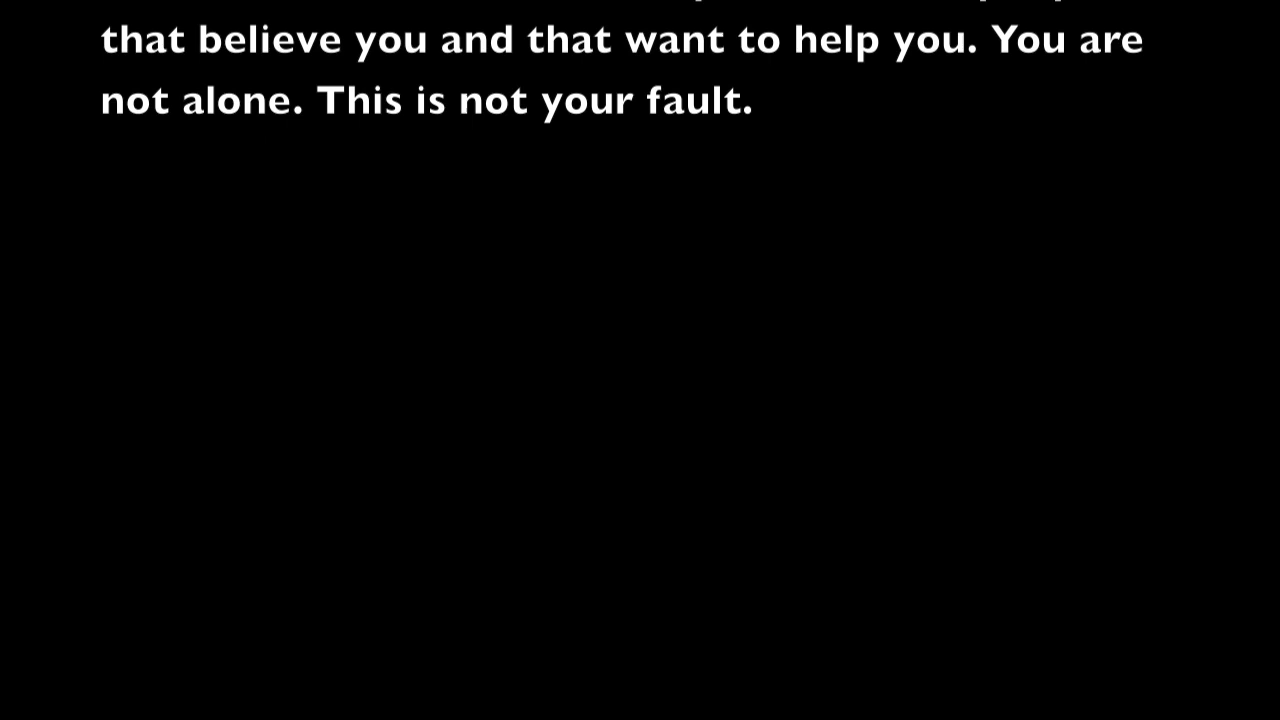 that believe you and that want to help you. You are
not alone. This is not your fault.